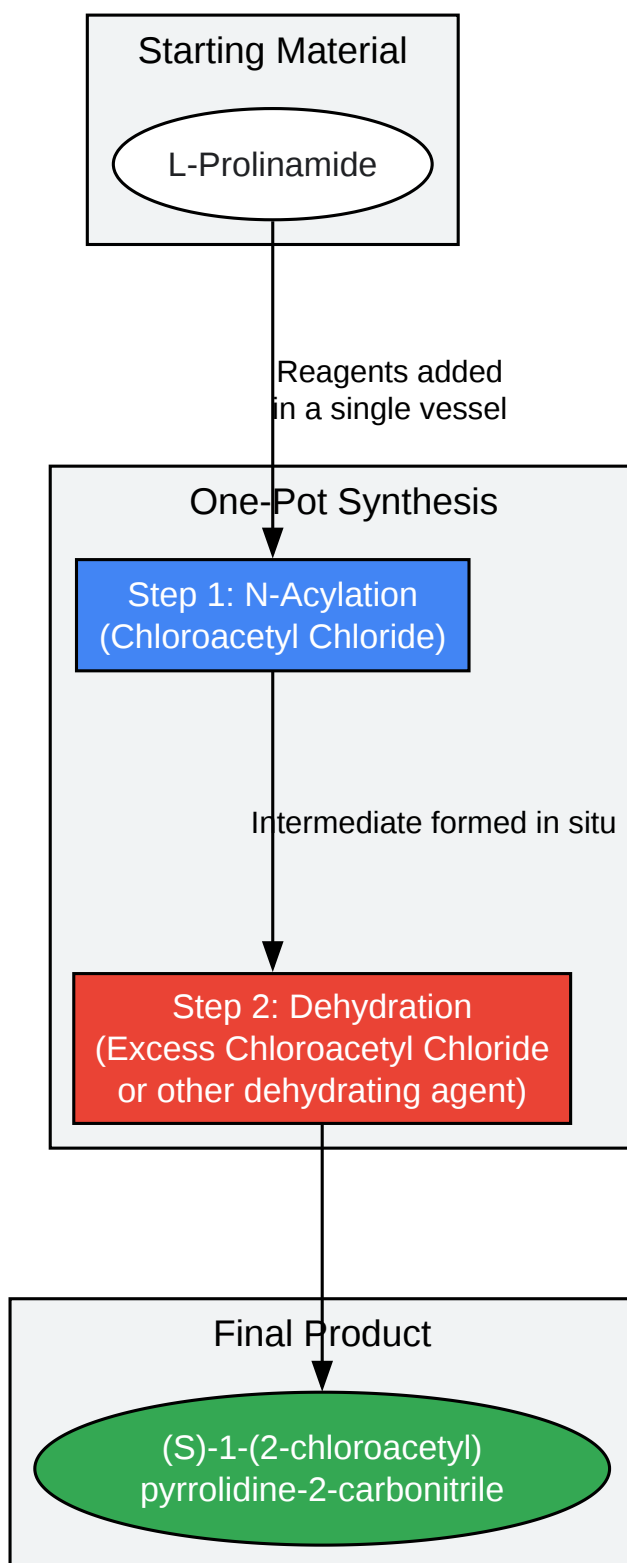 Starting Material
L-Prolinamide
Reagents added
in a single vessel
One-Pot Synthesis
Step 1: N-Acylation
(Chloroacetyl Chloride)
Intermediate formed in situ
Step 2: Dehydration
(Excess Chloroacetyl Chloride
or other dehydrating agent)
Final Product
(S)-1-(2-chloroacetyl)
pyrrolidine-2-carbonitrile